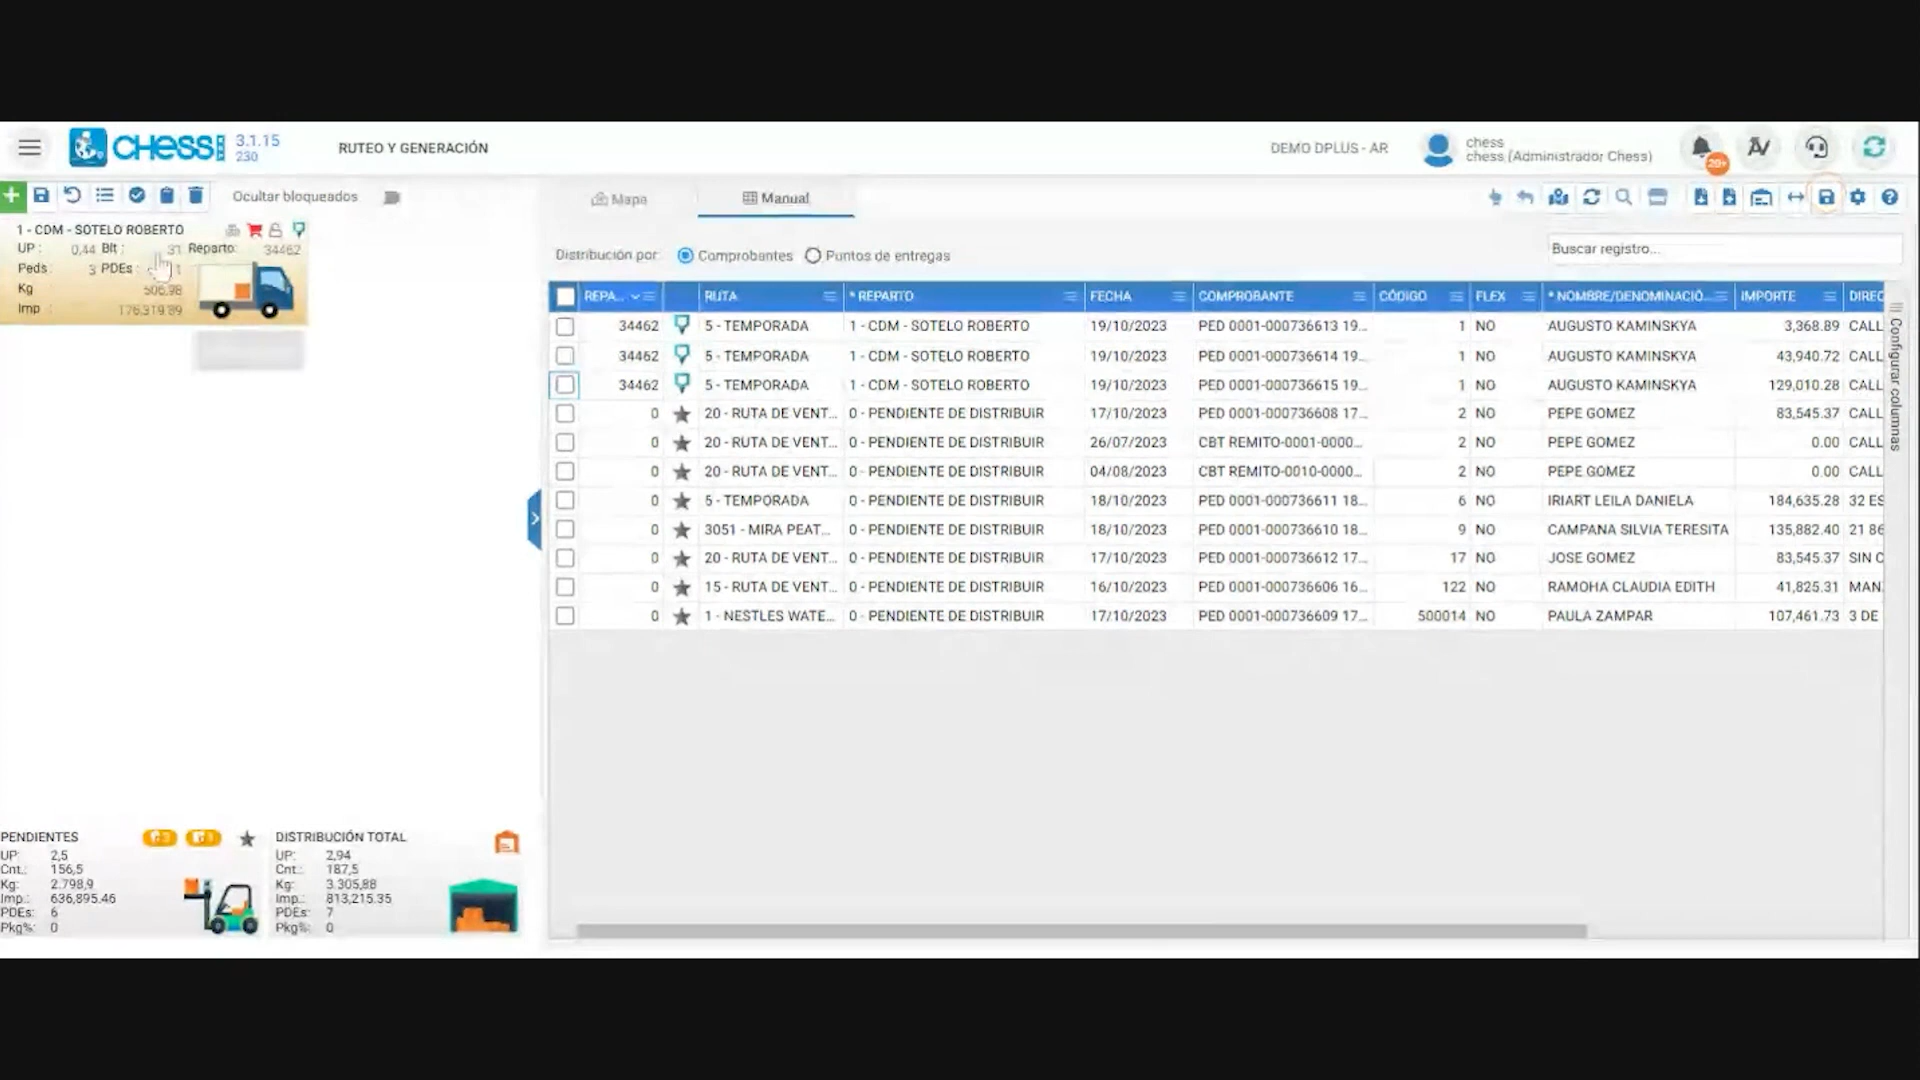 CHESS 3.1.15
230
RUTEO Y GENERACIÓN
DEMO DPLUS - AR
chess
chess (Administrador Chess)
20+
Ocultar bloqueados
Mapa
Manual
1 - CDM - SOTELO ROBERTO
UP : 0,44 Blt : 31 Reparto: 34462
Peds : 3 PDEs : 1
Kg 506,98
Imp 176,319.89
Distribución por: Comprobantes Puntos de entregas
Buscar registro...
REPA... RUTA * REPARTO FECHA COMPROBANTE CÓDIGO FLEX * NOMBRE/DENOMINACIÓ... IMPORTE DIREC
34462 5 - TEMPORADA 1 - CDM - SOTELO ROBERTO 19/10/2023 PED 0001-000736613 19... 1 NO AUGUSTO KAMINSKYA 3,368.89 CALL
34462 5 - TEMPORADA 1 - CDM - SOTELO ROBERTO 19/10/2023 PED 0001-000736614 19... 1 NO AUGUSTO KAMINSKYA 43,940.72 CALL
34462 5 - TEMPORADA 1 - CDM - SOTELO ROBERTO 19/10/2023 PED 0001-000736615 19... 1 NO AUGUSTO KAMINSKYA 129,010.28 CALL
0 20 - RUTA DE VENT... 0 - PENDIENTE DE DISTRIBUIR 17/10/2023 PED 0001-000736608 17... 2 NO PEPE GOMEZ 83,545.37 CALL
0 20 - RUTA DE VENT... 0 - PENDIENTE DE DISTRIBUIR 26/07/2023 CBT REMITO-0001-0000... 2 NO PEPE GOMEZ 0.00 CALL
0 20 - RUTA DE VENT... 0 - PENDIENTE DE DISTRIBUIR 04/08/2023 CBT REMITO-0010-0000... 2 NO PEPE GOMEZ 0.00 CALL
0 5 - TEMPORADA 0 - PENDIENTE DE DISTRIBUIR 18/10/2023 PED 0001-000736611 18... 6 NO IRIART LEILA DANIELA 184,635.28 32 ES
0 3051 - MIRA PEAT... 0 - PENDIENTE DE DISTRIBUIR 18/10/2023 PED 0001-000736610 18... 9 NO CAMPANA SILVIA TERESITA 135,882.40 21 86
0 20 - RUTA DE VENT... 0 - PENDIENTE DE DISTRIBUIR 17/10/2023 PED 0001-000736612 17... 17 NO JOSE GOMEZ 83,545.37 SIN C
0 15 - RUTA DE VENT... 0 - PENDIENTE DE DISTRIBUIR 16/10/2023 PED 0001-000736606 16... 122 NO RAMOHA CLAUDIA EDITH 41,825.31 MAN
0 1 - NESTLES WATE... 0 - PENDIENTE DE DISTRIBUIR 17/10/2023 PED 0001-000736609 17... 500014 NO PAULA ZAMPAR 107,461.73 3 DE
Configurar columnas
PENDIENTES
UP: 2,5
Cnt.: 156,5
Kg: 2.798,9
Imp.: 636,895.46
PDEs: 6
Pkg%: 0
DISTRIBUCIÓN TOTAL
UP: 2,94
Cnt.: 187,5
Kg: 3.305,88
Imp.: 813,215.35
PDEs: 7
Pkg%: 0